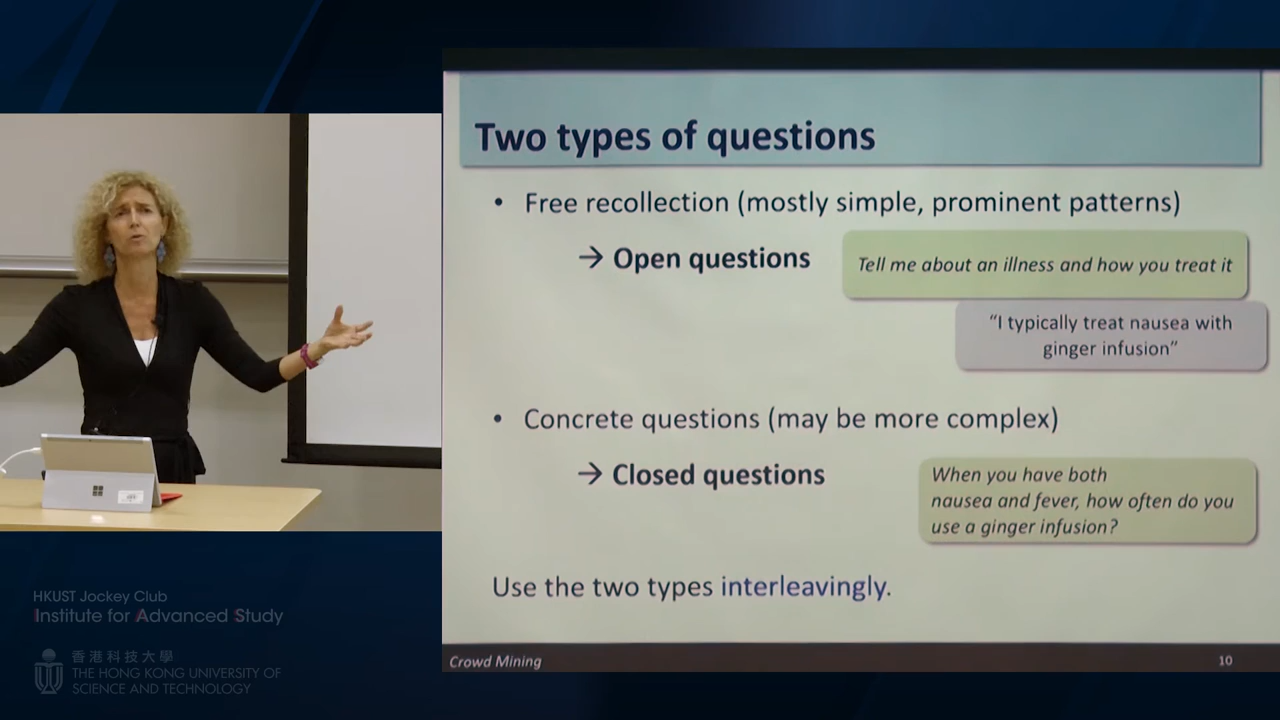 Two types of questions
• Free recollection (mostly simple, prominent patterns)
→ Open questions
Tell me about an illness and how you treat it
“I typically treat nausea with
ginger infusion”
• Concrete questions (may be more complex)
→ Closed questions
When you have both
nausea and fever, how often do you
use a ginger infusion?
Use the two types interleavingly.
Crowd Mining
10
HKUST Jockey Club
Institute for Advanced Study
香港科技大學
THE HONG KONG UNIVERSITY OF
SCIENCE AND TECHNOLOGY